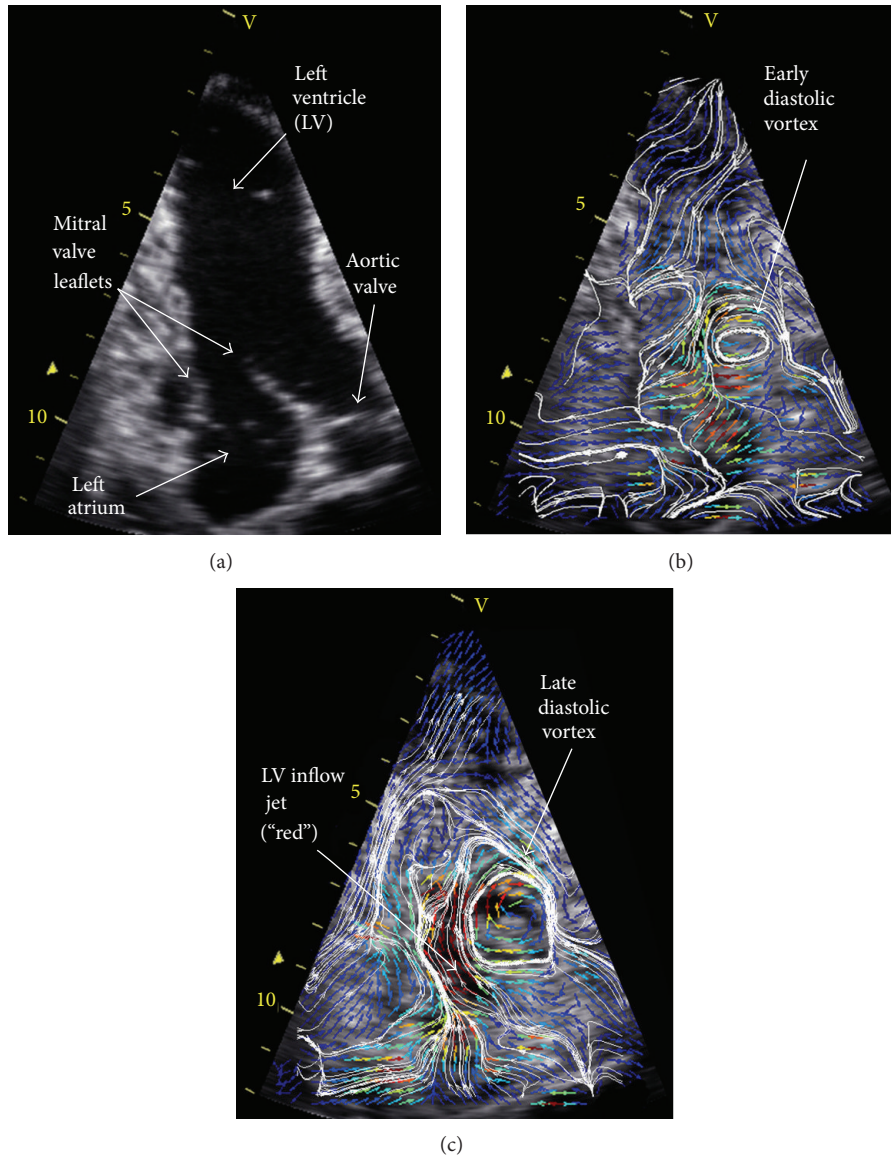 V
Left
ventricle
(LV)
5
Mitral
valve
leaflets
Aortic
valve
10
Left
atrium
(a)
V
Early
diastolic
vortex
5
10
(b)
V
Late
diastolic
vortex
LV inflow
jet
(“red”)
5
10
(c)